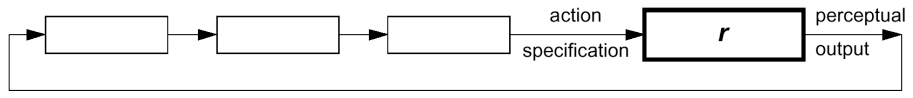 action
specification
r
perceptual
output